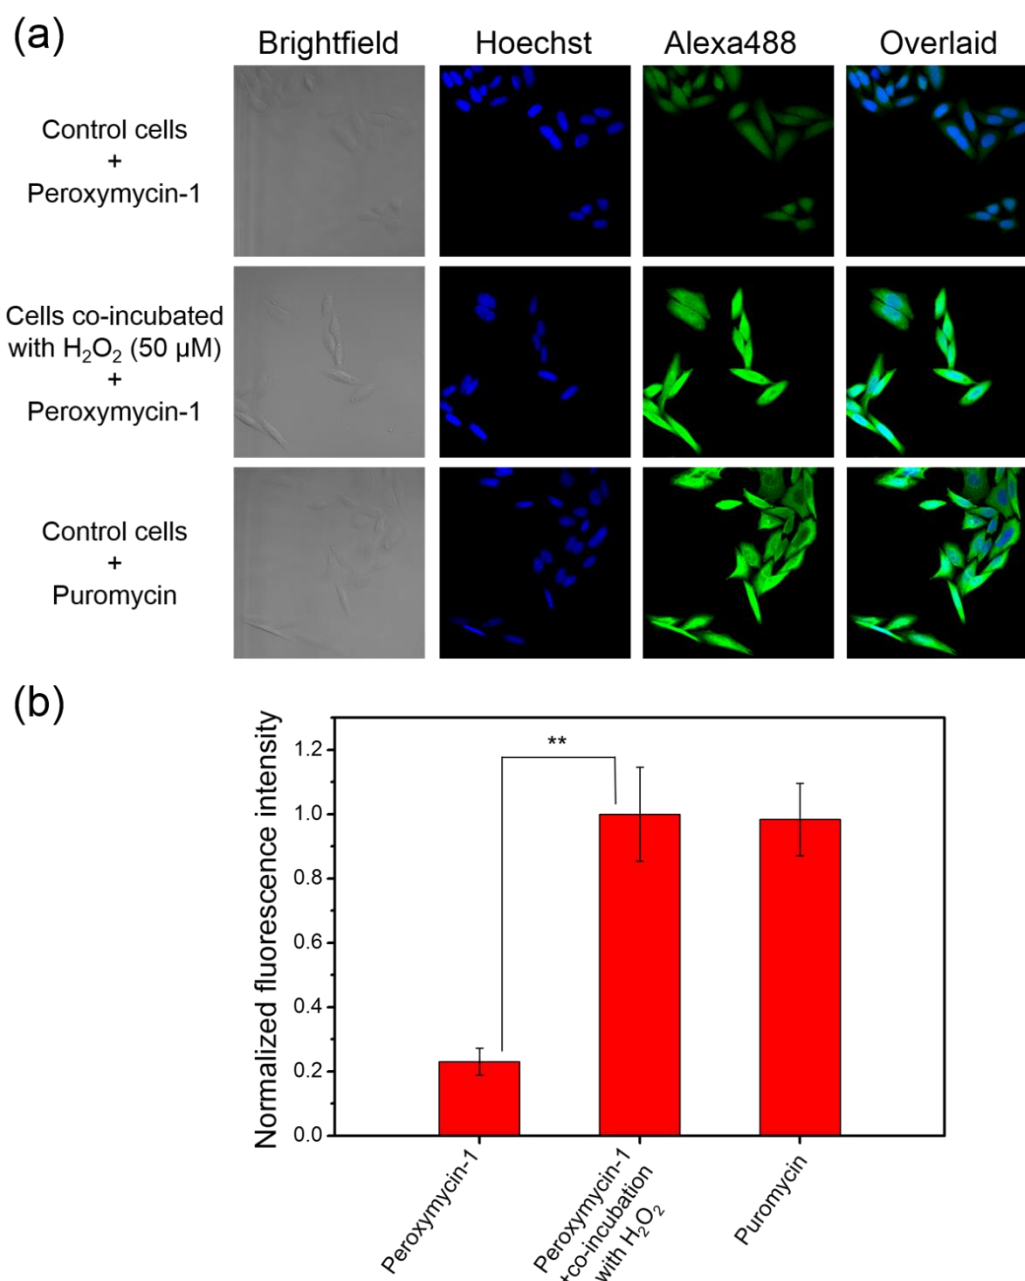 (a)
Brightfield
Hoechst
Alexa488
Overlaid
Control cells
+
Peroxymycin-1
Cells co-incubated
with H₂O₂ (50 µM)
+
Peroxymycin-1
Control cells
+
Puromycin
(b)
Normalized fluorescence intensity
1.2
1.0
0.8
0.6
0.4
0.2
0.0
**
Peroxymycin-1
Peroxymycin-1
+co-incubation
with H₂O₂
Puromycin